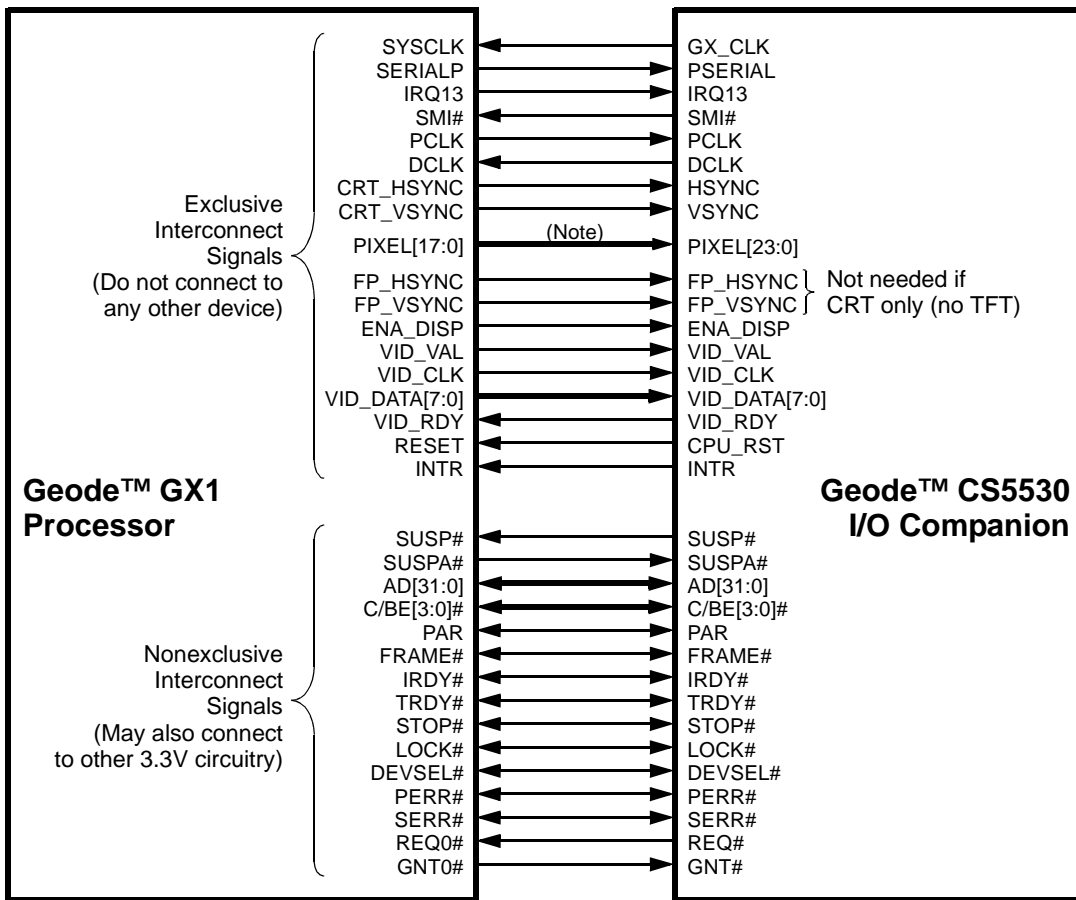 SYSCLK GX_CLK
SERIALP PSERIAL
IRQ13 IRQ13
SMI# SMI#
PCLK PCLK
DCLK DCLK
CRT_HSYNC HSYNC
CRT_VSYNC VSYNC
PIXEL[17:0] (Note) PIXEL[23:0]
FP_HSYNC FP_HSYNC
FP_VSYNC FP_VSYNC
Not needed if
CRT only (no TFT)
ENA_DISP ENA_DISP
VID_VAL VID_VAL
VID_CLK VID_CLK
VID_DATA[7:0] VID_DATA[7:0]
VID_RDY VID_RDY
RESET CPU_RST
INTR INTR
Exclusive
Interconnect
Signals
(Do not connect to
any other device)
Geode™ GX1
Processor
Geode™ CS5530
I/O Companion
SUSP# SUSP#
SUSPA# SUSPA#
AD[31:0] AD[31:0]
C/BE[3:0]# C/BE[3:0]#
PAR PAR
FRAME# FRAME#
IRDY# IRDY#
TRDY# TRDY#
STOP# STOP#
LOCK# LOCK#
DEVSEL# DEVSEL#
PERR# PERR#
SERR# SERR#
REQ0# REQ#
GNT0# GNT#
Nonexclusive
Interconnect
Signals
(May also connect
to other 3.3V circuitry)